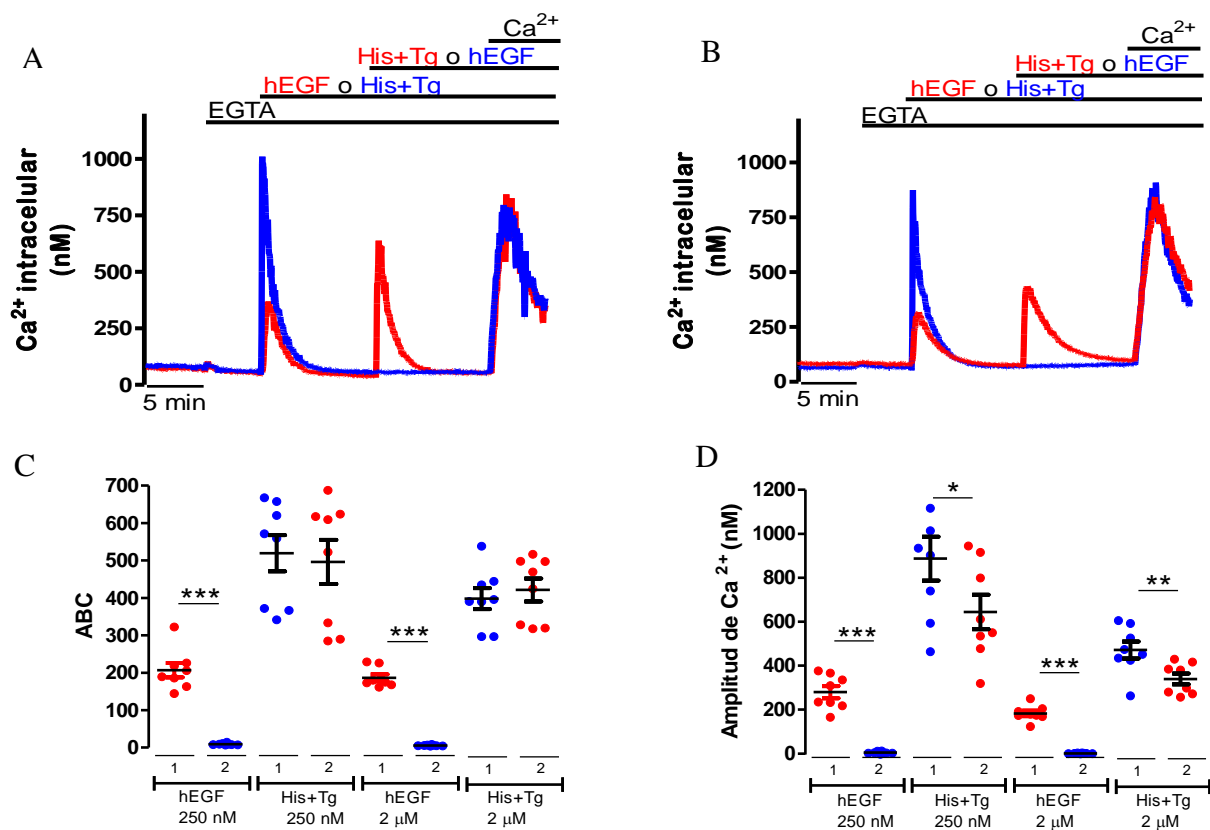 A
Ca²⁺
His+Tg o hEGF
hEGF o His+Tg
EGTA
1000
750
500
250
0
Ca²⁺ intracelular
(nM)
5 min
B
Ca²⁺
His+Tg o hEGF
hEGF o His+Tg
EGTA
1000
750
500
250
0
Ca²⁺ intracelular
(nM)
5 min
C
700
600
500
400
300
200
100
0
ABC
***
***
1 2 1 2 1 2 1 2
hEGF His+Tg hEGF His+Tg
250 nM 250 nM 2 µM 2 µM
D
1200
1000
800
600
400
200
0
Amplitud de Ca ²⁺ (nM)
***
*
***
**
1 2 1 2 1 2 1 2
hEGF His+Tg hEGF His+Tg
250 nM 250 nM 2 µM 2 µM